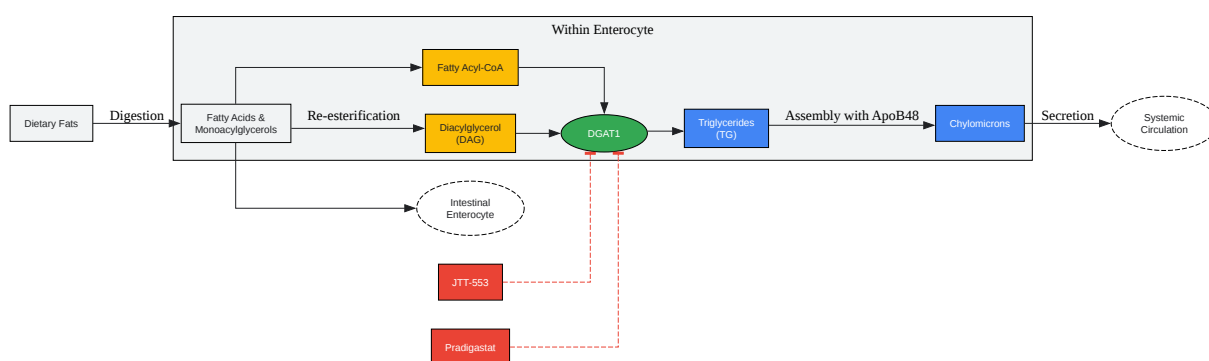 Within Enterocyte
Fatty Acyl-CoA
Dietary Fats
Digestion
Fatty Acids &
Monoacylglycerols
Re-esterification
Diacylglycerol
(DAG)
DGAT1
Triglycerides
(TG)
Assembly with ApoB48
Chylomicrons
Secretion
Systemic
Circulation
Intestinal
Enterocyte
JTT-553
Pradigastat